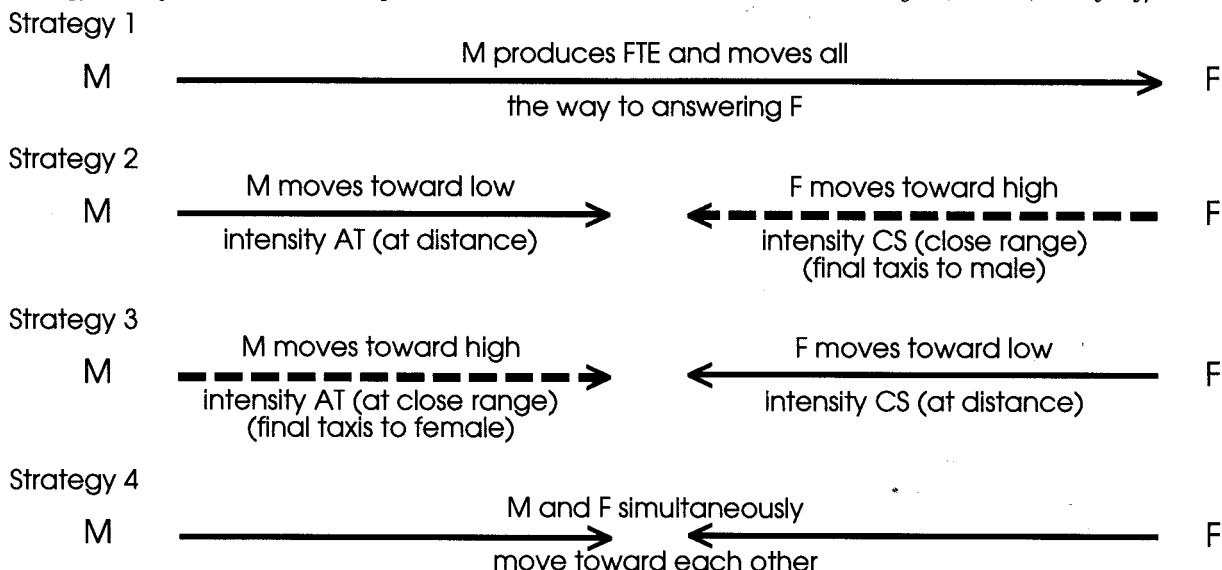 Strategy 1
M produces FTE and moves all
M F
the way to answering F
Strategy 2
M moves toward low F moves toward high
M F
intensity AT (at distance) intensity CS (close range)
(final taxis to male)
Strategy 3
M moves toward high F moves toward low
M F
intensity AT (at close range) intensity CS (at distance)
(final taxis to female)
Strategy 4
M and F simultaneously
M F
move toward each other